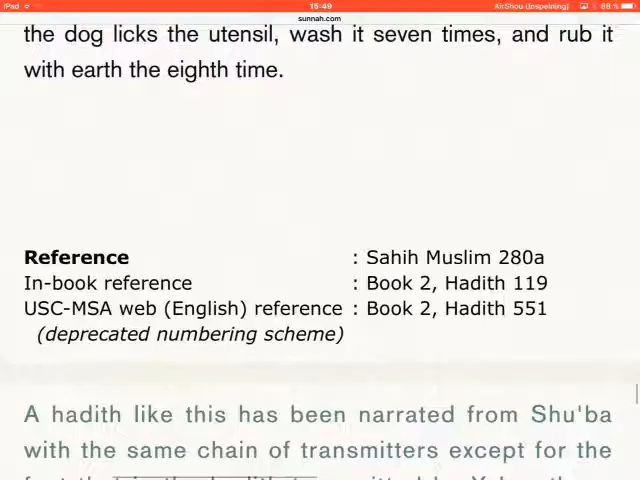 iPad 15:49 AirShou (Inspelning) 68 %
sunnah.com
the dog licks the utensil, wash it seven times, and rub it
with earth the eighth time.
Reference : Sahih Muslim 280a
In-book reference : Book 2, Hadith 119
USC-MSA web (English) reference : Book 2, Hadith 551
(deprecated numbering scheme)
A hadith like this has been narrated from Shu'ba
with the same chain of transmitters except for the